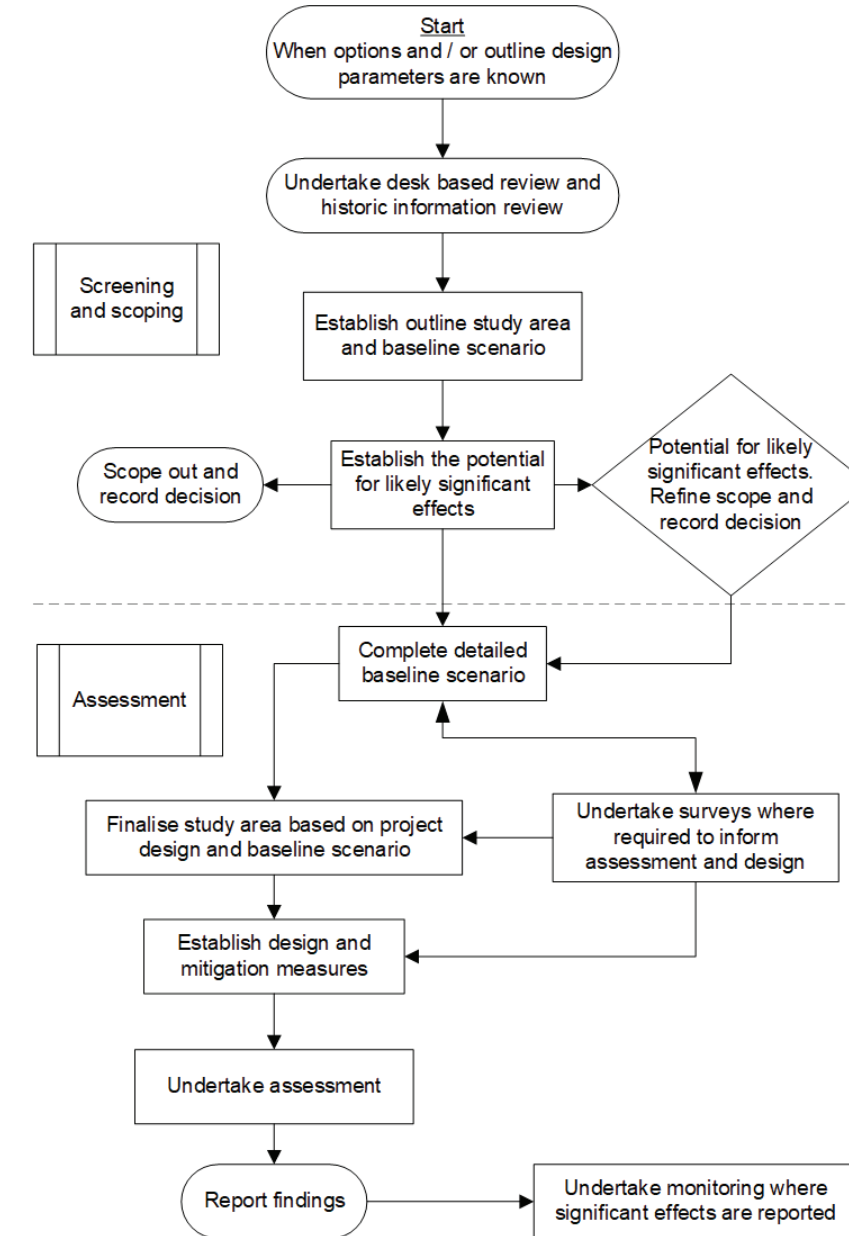 Start
When options and / or outline design
parameters are known
Undertake desk based review and
historic information review
Screening
and scoping
Establish outline study area
and baseline scenario
Scope out and
record decision
Establish the potential
for likely significant
effects
Potential for likely
significant effects.
Refine scope and
record decision
Complete detailed
baseline scenario
Assessment
Finalise study area based on project
design and baseline scenario
Undertake surveys where
required to inform
assessment and design
Establish design and
mitigation measures
Undertake assessment
Report findings
Undertake monitoring where
significant effects are reported